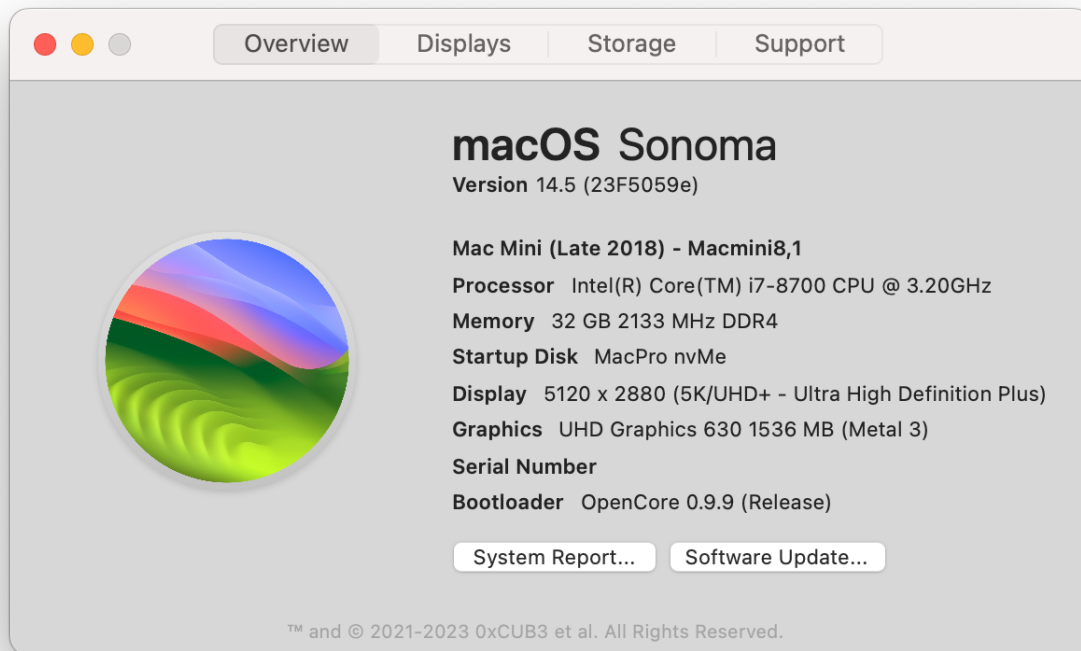 Overview Displays Storage Support
macOS Sonoma
Version 14.5 (23F5059e)
Mac Mini (Late 2018) - Macmini8,1
Processor Intel(R) Core(TM) i7-8700 CPU @ 3.20GHz
Memory 32 GB 2133 MHz DDR4
Startup Disk MacPro nvMe
Display 5120 x 2880 (5K/UHD+ - Ultra High Definition Plus)
Graphics UHD Graphics 630 1536 MB (Metal 3)
Serial Number
Bootloader OpenCore 0.9.9 (Release)
System Report... Software Update...
™ and © 2021-2023 0xCUB3 et al. All Rights Reserved.